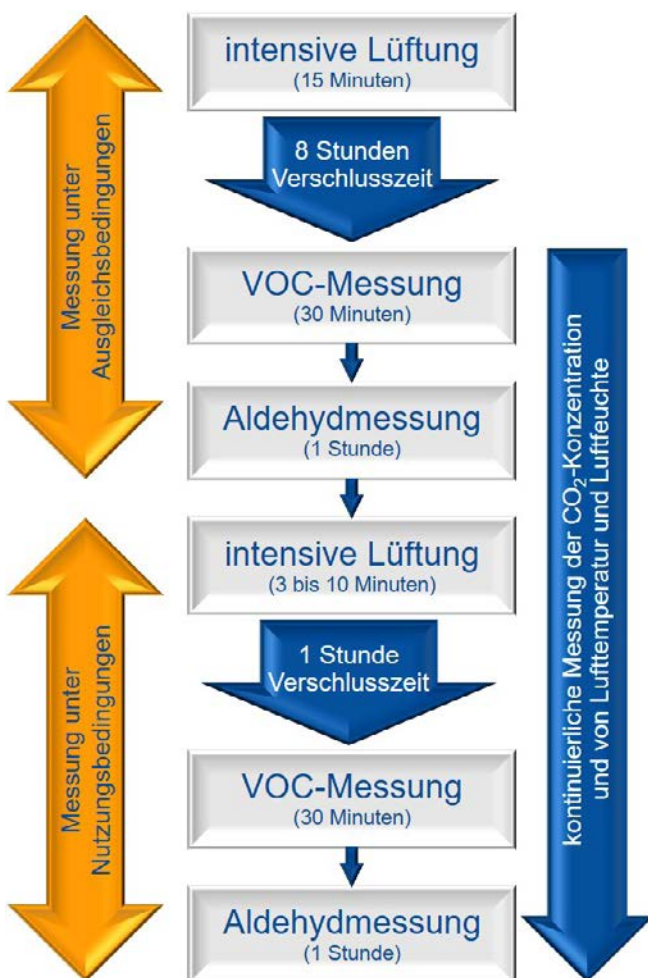 intensive Lüftung
(15 Minuten)
8 Stunden
Verschlusszeit
Messung unter
Ausgleichsbedingungen
VOC-Messung
(30 Minuten)
Aldehydmessung
(1 Stunde)
intensive Lüftung
(3 bis 10 Minuten)
1 Stunde
Verschlusszeit
Messung unter
Nutzungsbedingungen
VOC-Messung
(30 Minuten)
Aldehydmessung
(1 Stunde)
kontinuierliche Messung der CO₂-Konzentration
und von Lufttemperatur und Luftfeuchte